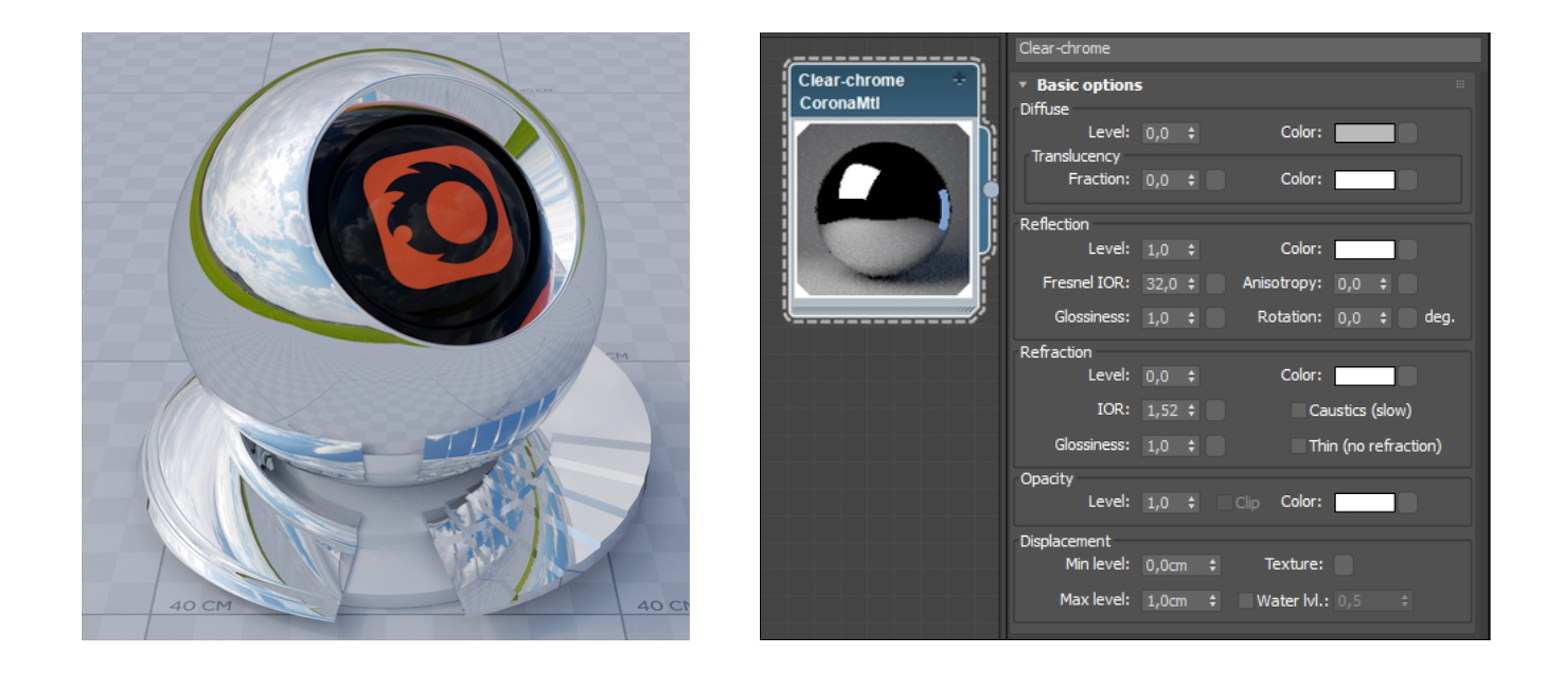 40 CM
CM
40 CM
40 CM
Clear-chrome
CoronaMtl
Clear-chrome
Basic options
Diffuse
Level: 0,0 Color:
Translucency
Fraction: 0,0 Color:
Reflection
Level: 1,0 Color:
Fresnel IOR: 32,0 Anisotropy: 0,0
Glossiness: 1,0 Rotation: 0,0 deg.
Refraction
Level: 0,0 Color:
IOR: 1,52 Caustics (slow)
Glossiness: 1,0 Thin (no refraction)
Opacity
Level: 1,0 Clip Color:
Displacement
Min level: 0,0cm Texture:
Max level: 1,0cm Water lvl.: 0,5